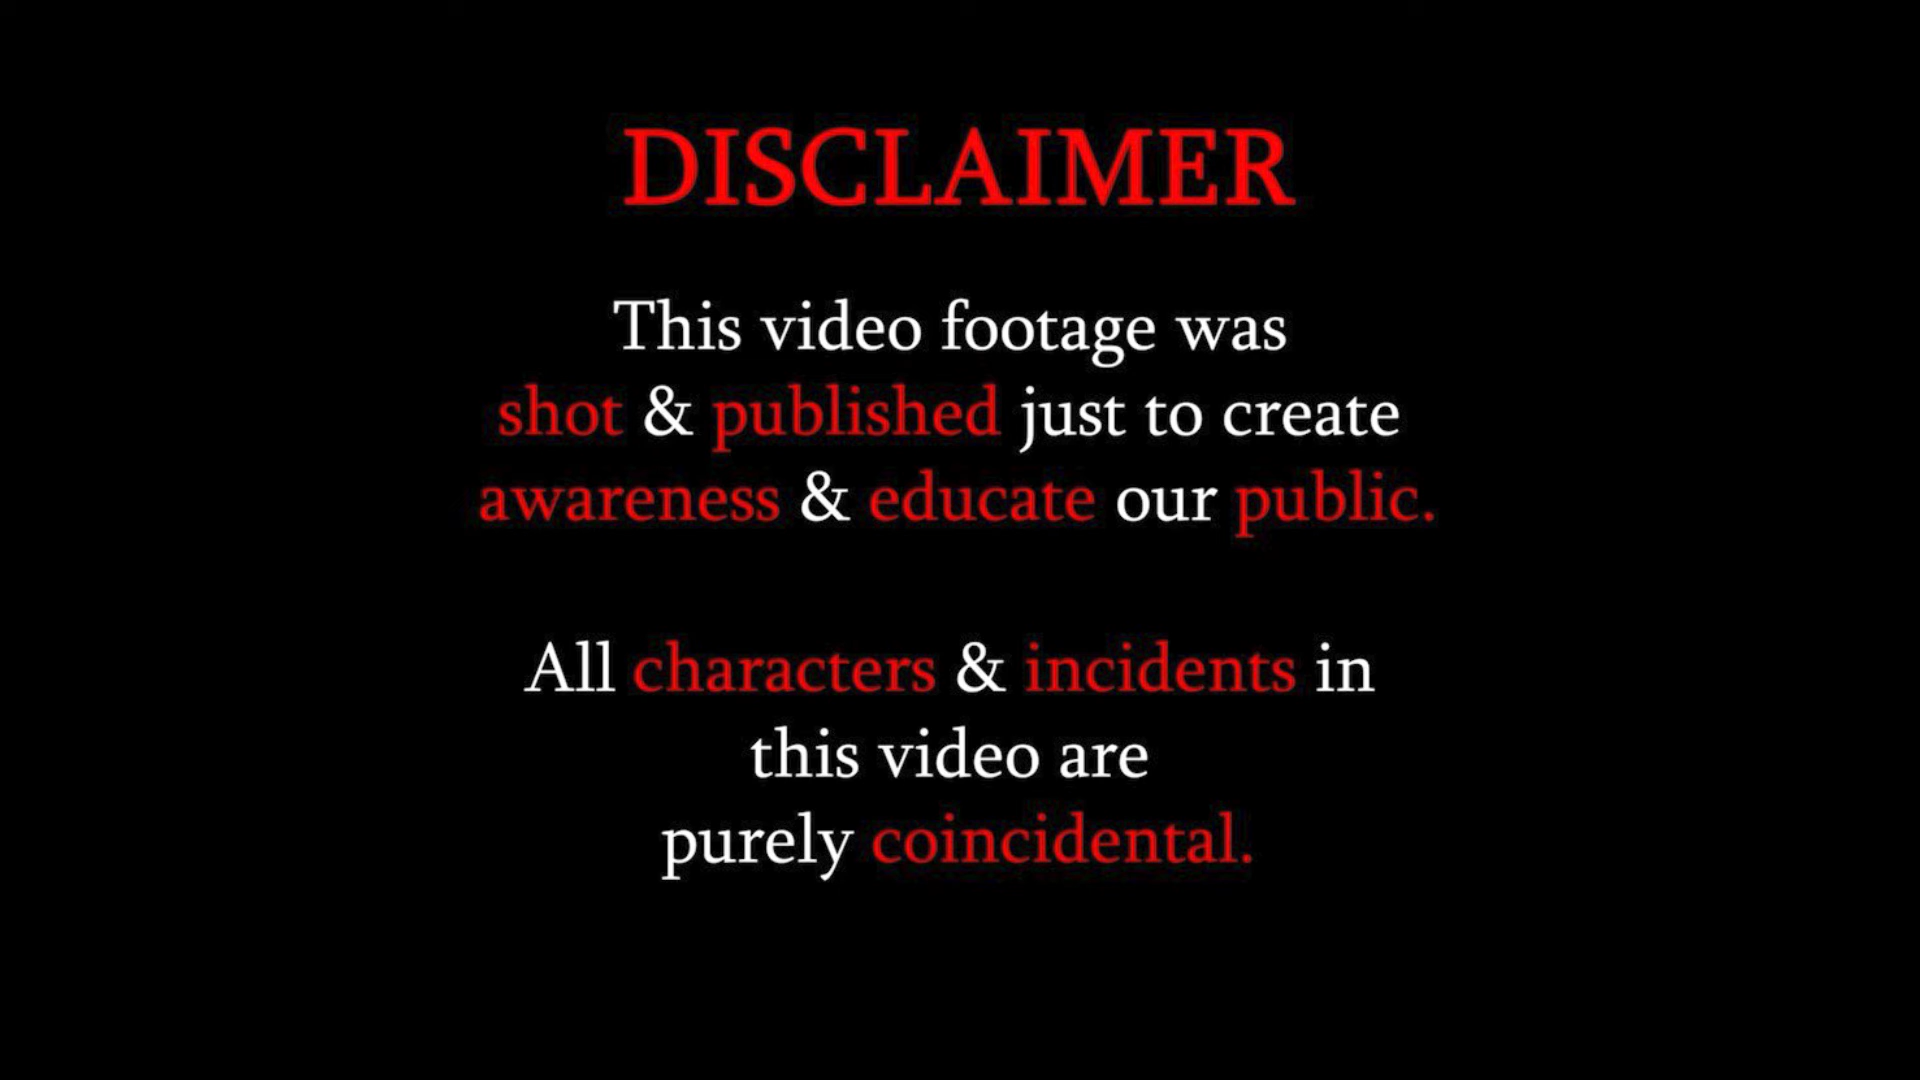 DISCLAIMER
This video footage was
shot & published just to create
awareness & educate our public.
All characters & incidents in
this video are
purely coincidental.